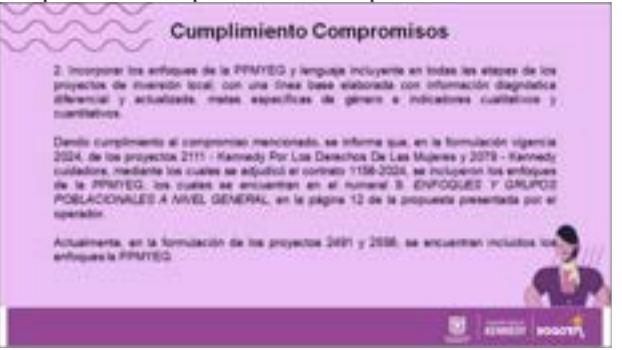 Cumplimiento Compromisos
2. Incorporar los enfoques de la PPMYEG y lenguaje incluyente en todas las etapas de los
proyectos de inversión local, con una línea base elaborada con información diagnóstica
diferencial y actualizada, metas específicas de género e indicadores cualitativos y
cuantitativos.
Dando cumplimiento al compromiso mencionado, se informa que, en la formulación vigencia
2024, de los proyectos 2111 - Kennedy Por Los Derechos De Las Mujeres y 2079 - Kennedy
cuidadora, mediante los cuales se adjudicó el contrato 1156-2024, se incluyeron los enfoques
de la PPMYEG, los cuales se encuentran en el numeral 9. ENFOQUES Y GRUPOS
POBLACIONALES A NIVEL GENERAL, en la página 12 de la propuesta presentada por el
operador.
Actualmente, en la formulación de los proyectos 2491 y, se encuentran incluidos los
enfoques la PPMYEG.
KENNEDY
BOGOTÁ